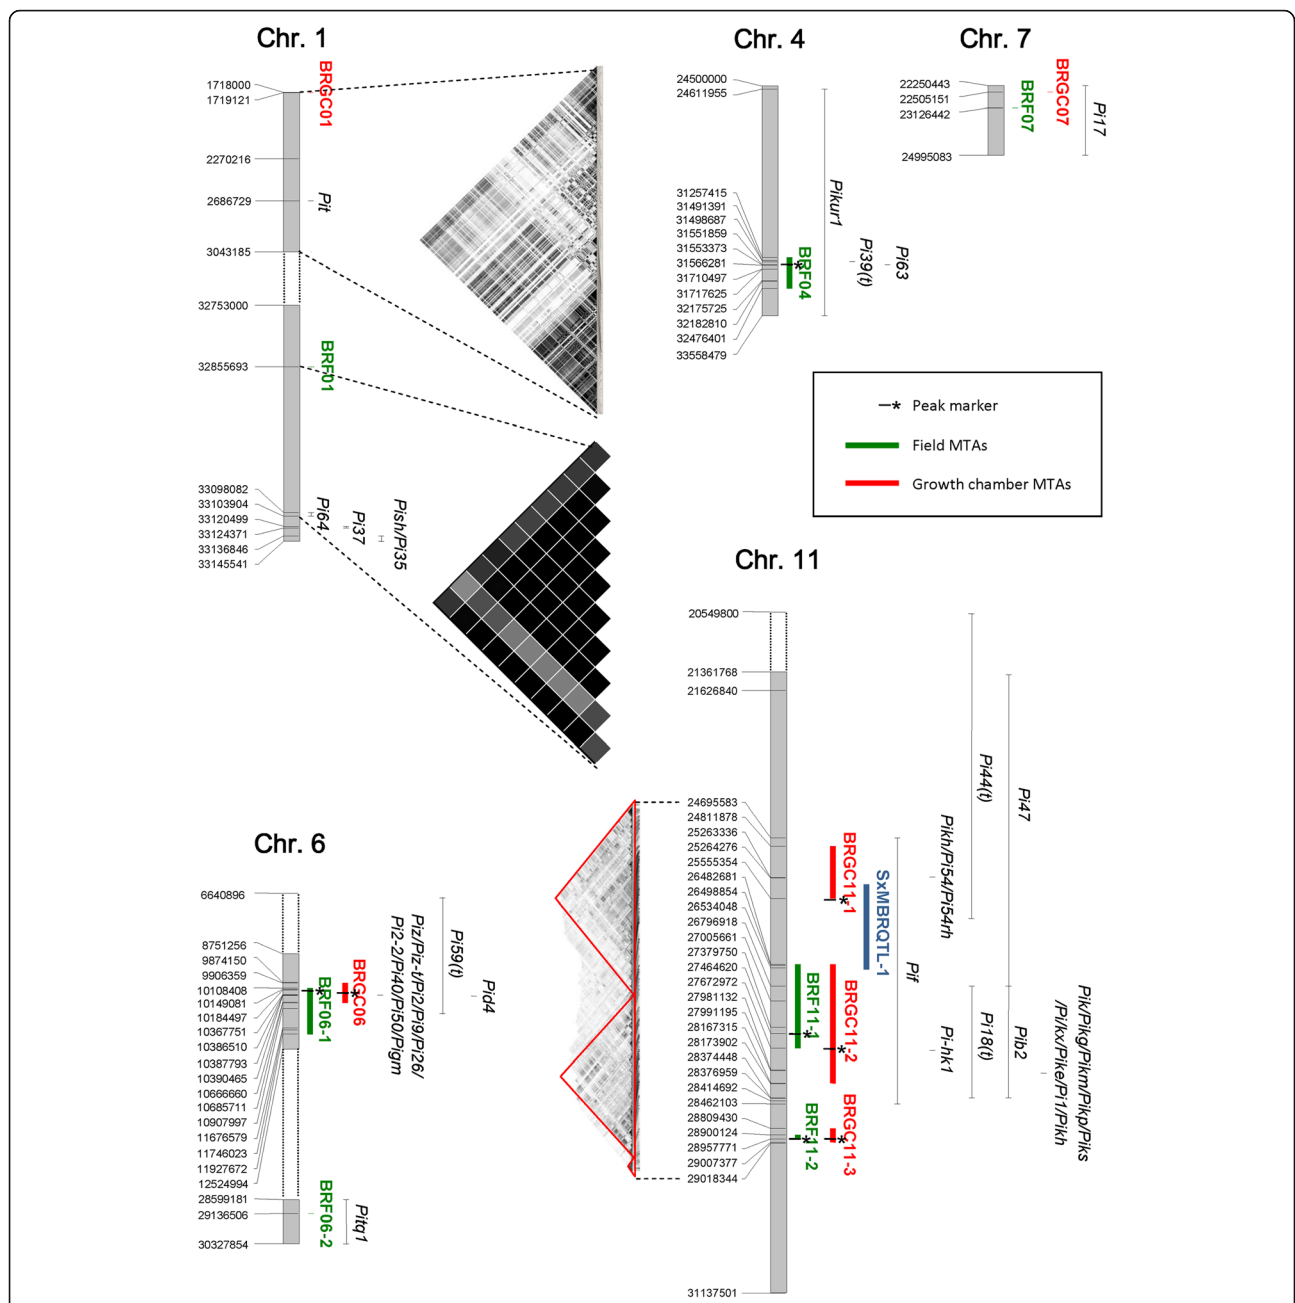 Chr. 1
1718000
1719121
2270216
2686729
3043185
32753000
32855693
33098082
33103904
33120499
33124371
33136846
33145541
BRGC01
Pit
BRF01
Pi64
Pi37
Pish/Pi35
Chr. 4
24500000
24611955
31257415
31491391
31498687
31551859
31553373
31566281
31710497
31717625
32175725
32182810
32476401
33558479
BRF04
Pikur1
Pi39(t)
Pi63
Chr. 7
22250443
22505151
23126442
24995083
BRF07
BRGC07
Pi17
Peak marker
Field MTAs
Growth chamber MTAs
Chr. 6
6640896
8751256
9874150
9906359
10108408
10149081
10184497
10367751
10386510
10387793
10390465
10666660
10685711
10907997
11676579
11746023
11927672
12524994
28599181
29136506
30327854
BRF06-1
BRGC06
Piz/Piz-t/Pi2/Pi9/Pi26/
Pi2-2/Pi40/Pi50/Pigm
Pi59(t)
Pid4
BRF06-2
Pitq1
Chr. 11
20549800
21361768
21626840
24695583
24811878
25263336
25264276
25555354
26482681
26498854
26534048
26796918
27005661
27379750
27464620
27672972
27981132
27991195
28167315
28173902
28374448
28376959
28414692
28462103
28809430
28900124
28957771
29007377
29018344
31137501
BRF11-1
BRF11-2
BRGC11-1
BRGC11-2
BRGC11-3
SxMBRQTL-1
Pif
Pikh/Pi54/Pi54rh
Pi-hk1
Pi44(t)
Pi18(t)
Pi47
Pib2
Pik/Pikg/Pikm/Pikp/Piks
/Pi/kx/Pike/Pi1/Pikh